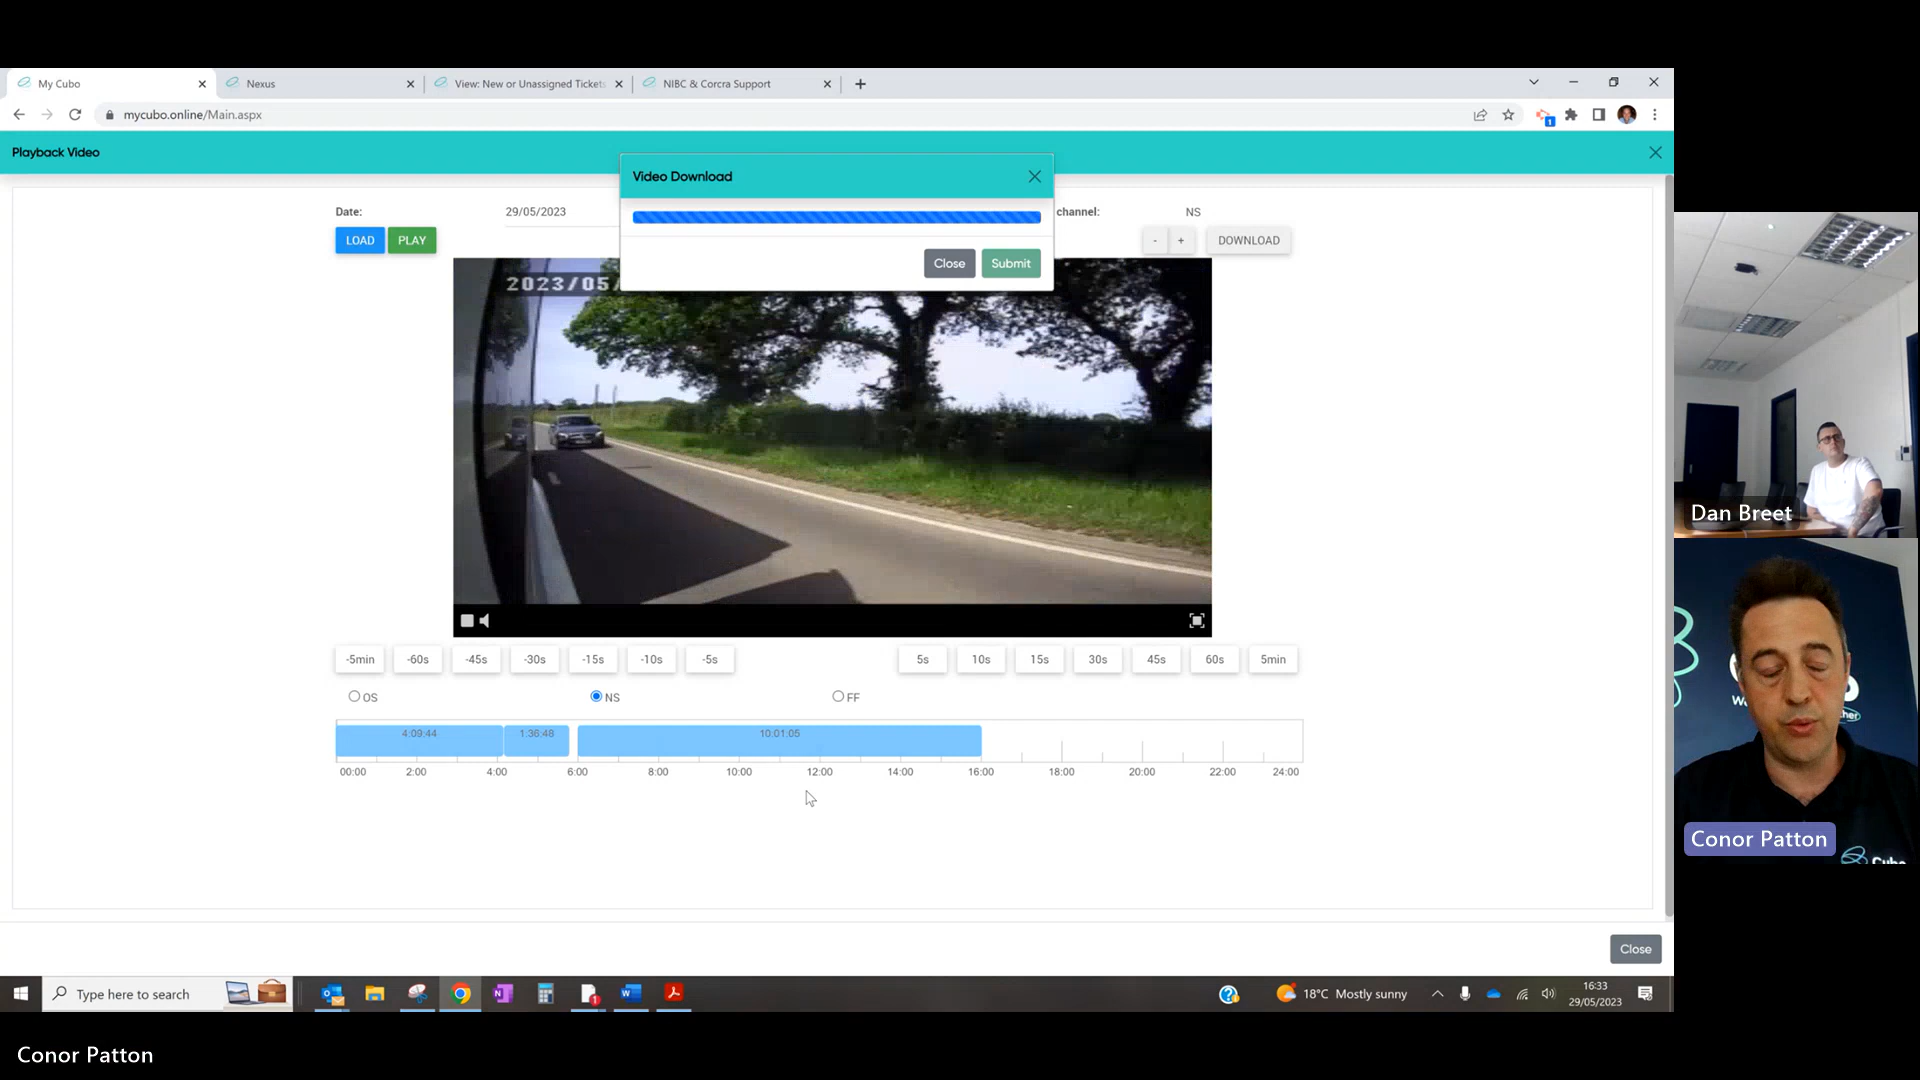 My Cubo
Nexus
View: New or Unassigned Tickets
NIBC & Corcra Support
mycubo.online/Main.aspx
1
Playback Video
Video Download
Date:
29/05/2023
channel:
NS
LOAD
PLAY
-
+
DOWNLOAD
Close
Submit
2023/05/
-5min
-60s
-45s
-30s
-15s
-10s
-5s
5s
10s
15s
30s
45s
60s
5min
OS
NS
FF
4:09:44
1:36:48
10:01:05
00:00
2:00
4:00
6:00
8:00
10:00
12:00
14:00
16:00
18:00
20:00
22:00
24:00
Close
Type here to search
18°C Mostly sunny
16:33
29/05/2023
Dan Breet
Conor Patton
Cubo
Conor Patton